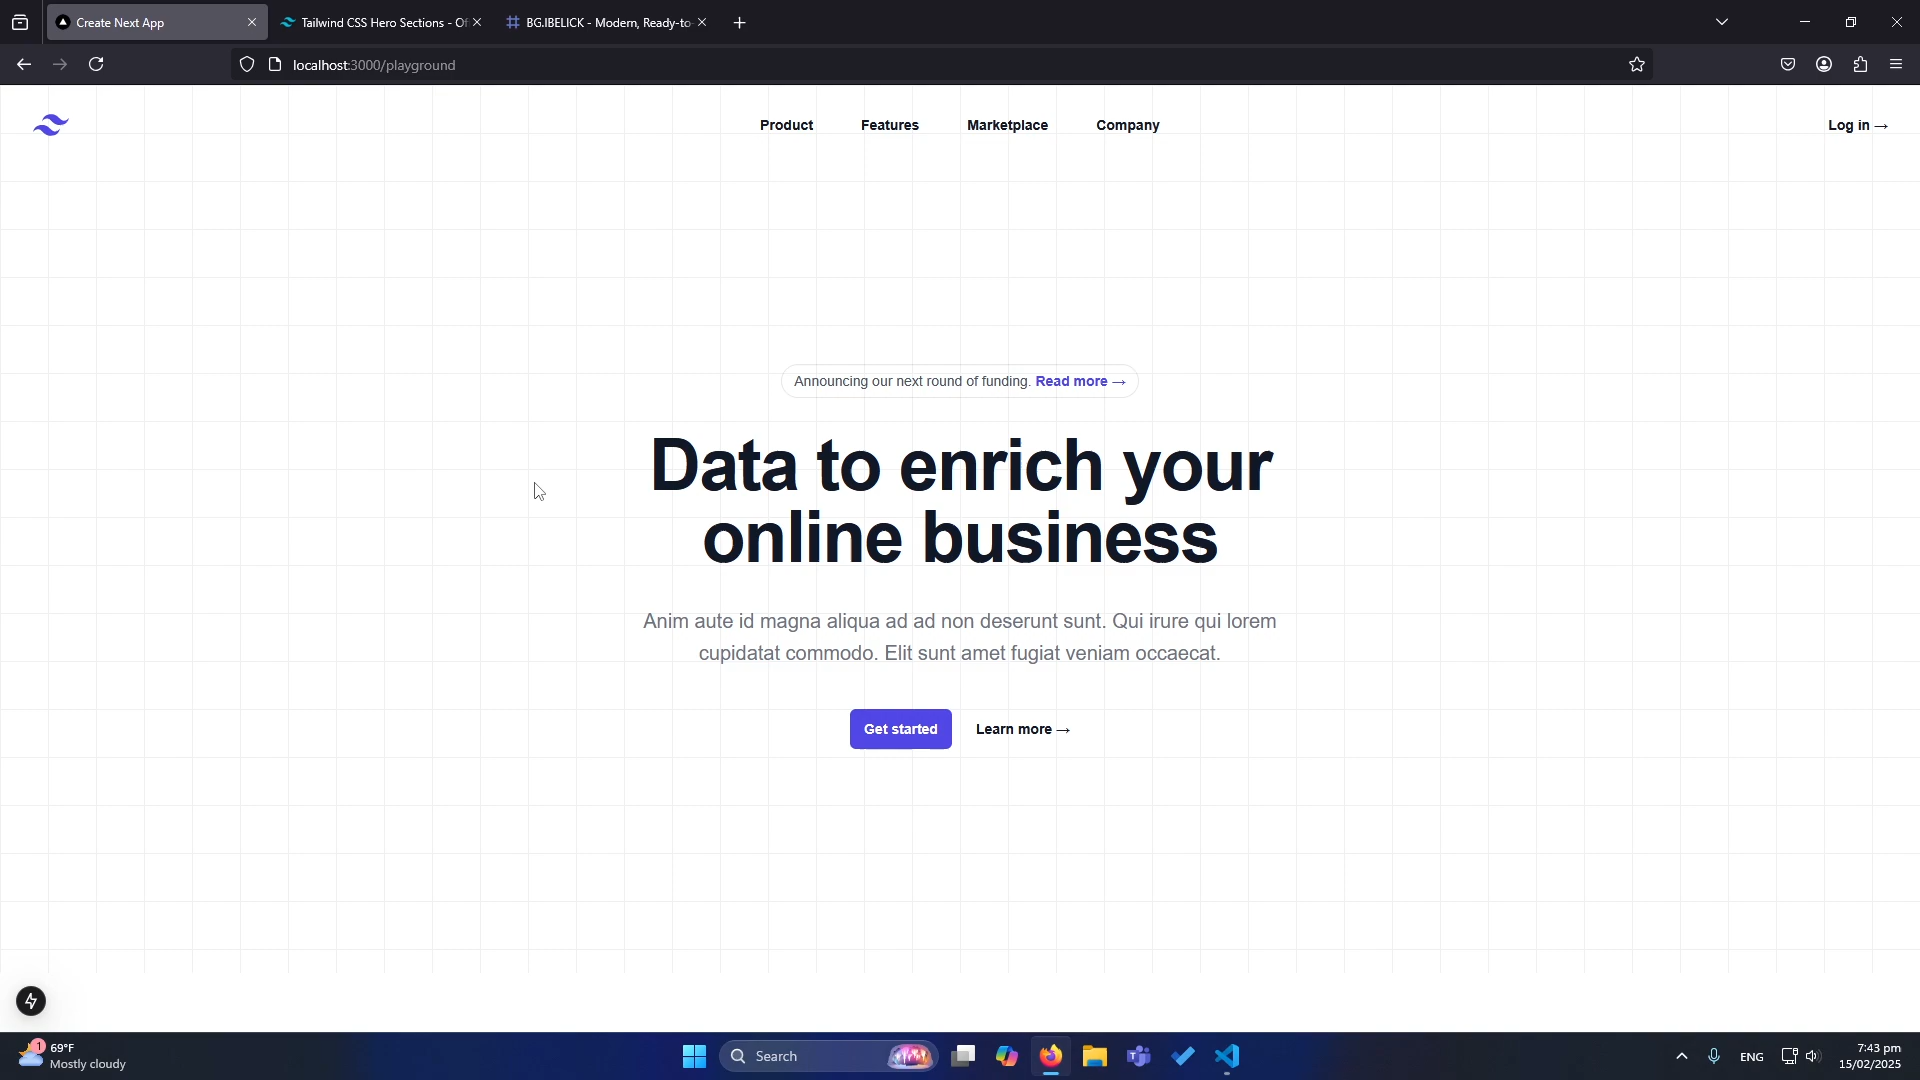 Create Next App
Tailwind CSS Hero Sections - Of
BG.IBELICK - Modern, Ready-to-
localhost:3000/playground
Product
Features
Marketplace
Company
Log in →
Announcing our next round of funding. Read more →
Data to enrich your
online business
Anim aute id magna aliqua ad ad non deserunt sunt. Qui irure qui lorem
cupidatat commodo. Elit sunt amet fugiat veniam occaecat.
Get started
Learn more →
1
69°F
Mostly cloudy
Search
ENG
7:43 pm
15/02/2025